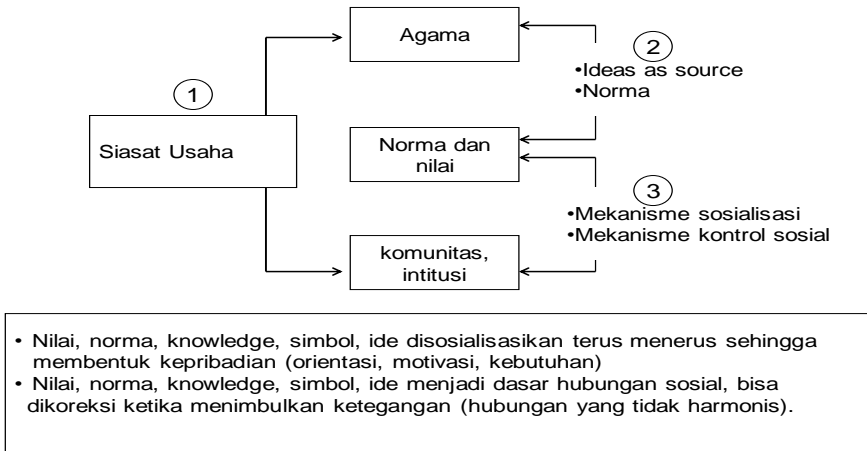 Agama
2
•Ideas as source
•Norma
1
Siasat Usaha
Norma dan
nilai
3
•Mekanisme sosialisasi
•Mekanisme kontrol sosial
komunitas,
intitusi
• Nilai, norma, knowledge, simbol, ide disosialisasikan terus menerus sehingga
membentuk kepribadian (orientasi, motivasi, kebutuhan)
• Nilai, norma, knowledge, simbol, ide menjadi dasar hubungan sosial, bisa
dikoreksi ketika menimbulkan ketegangan (hubungan yang tidak harmonis).